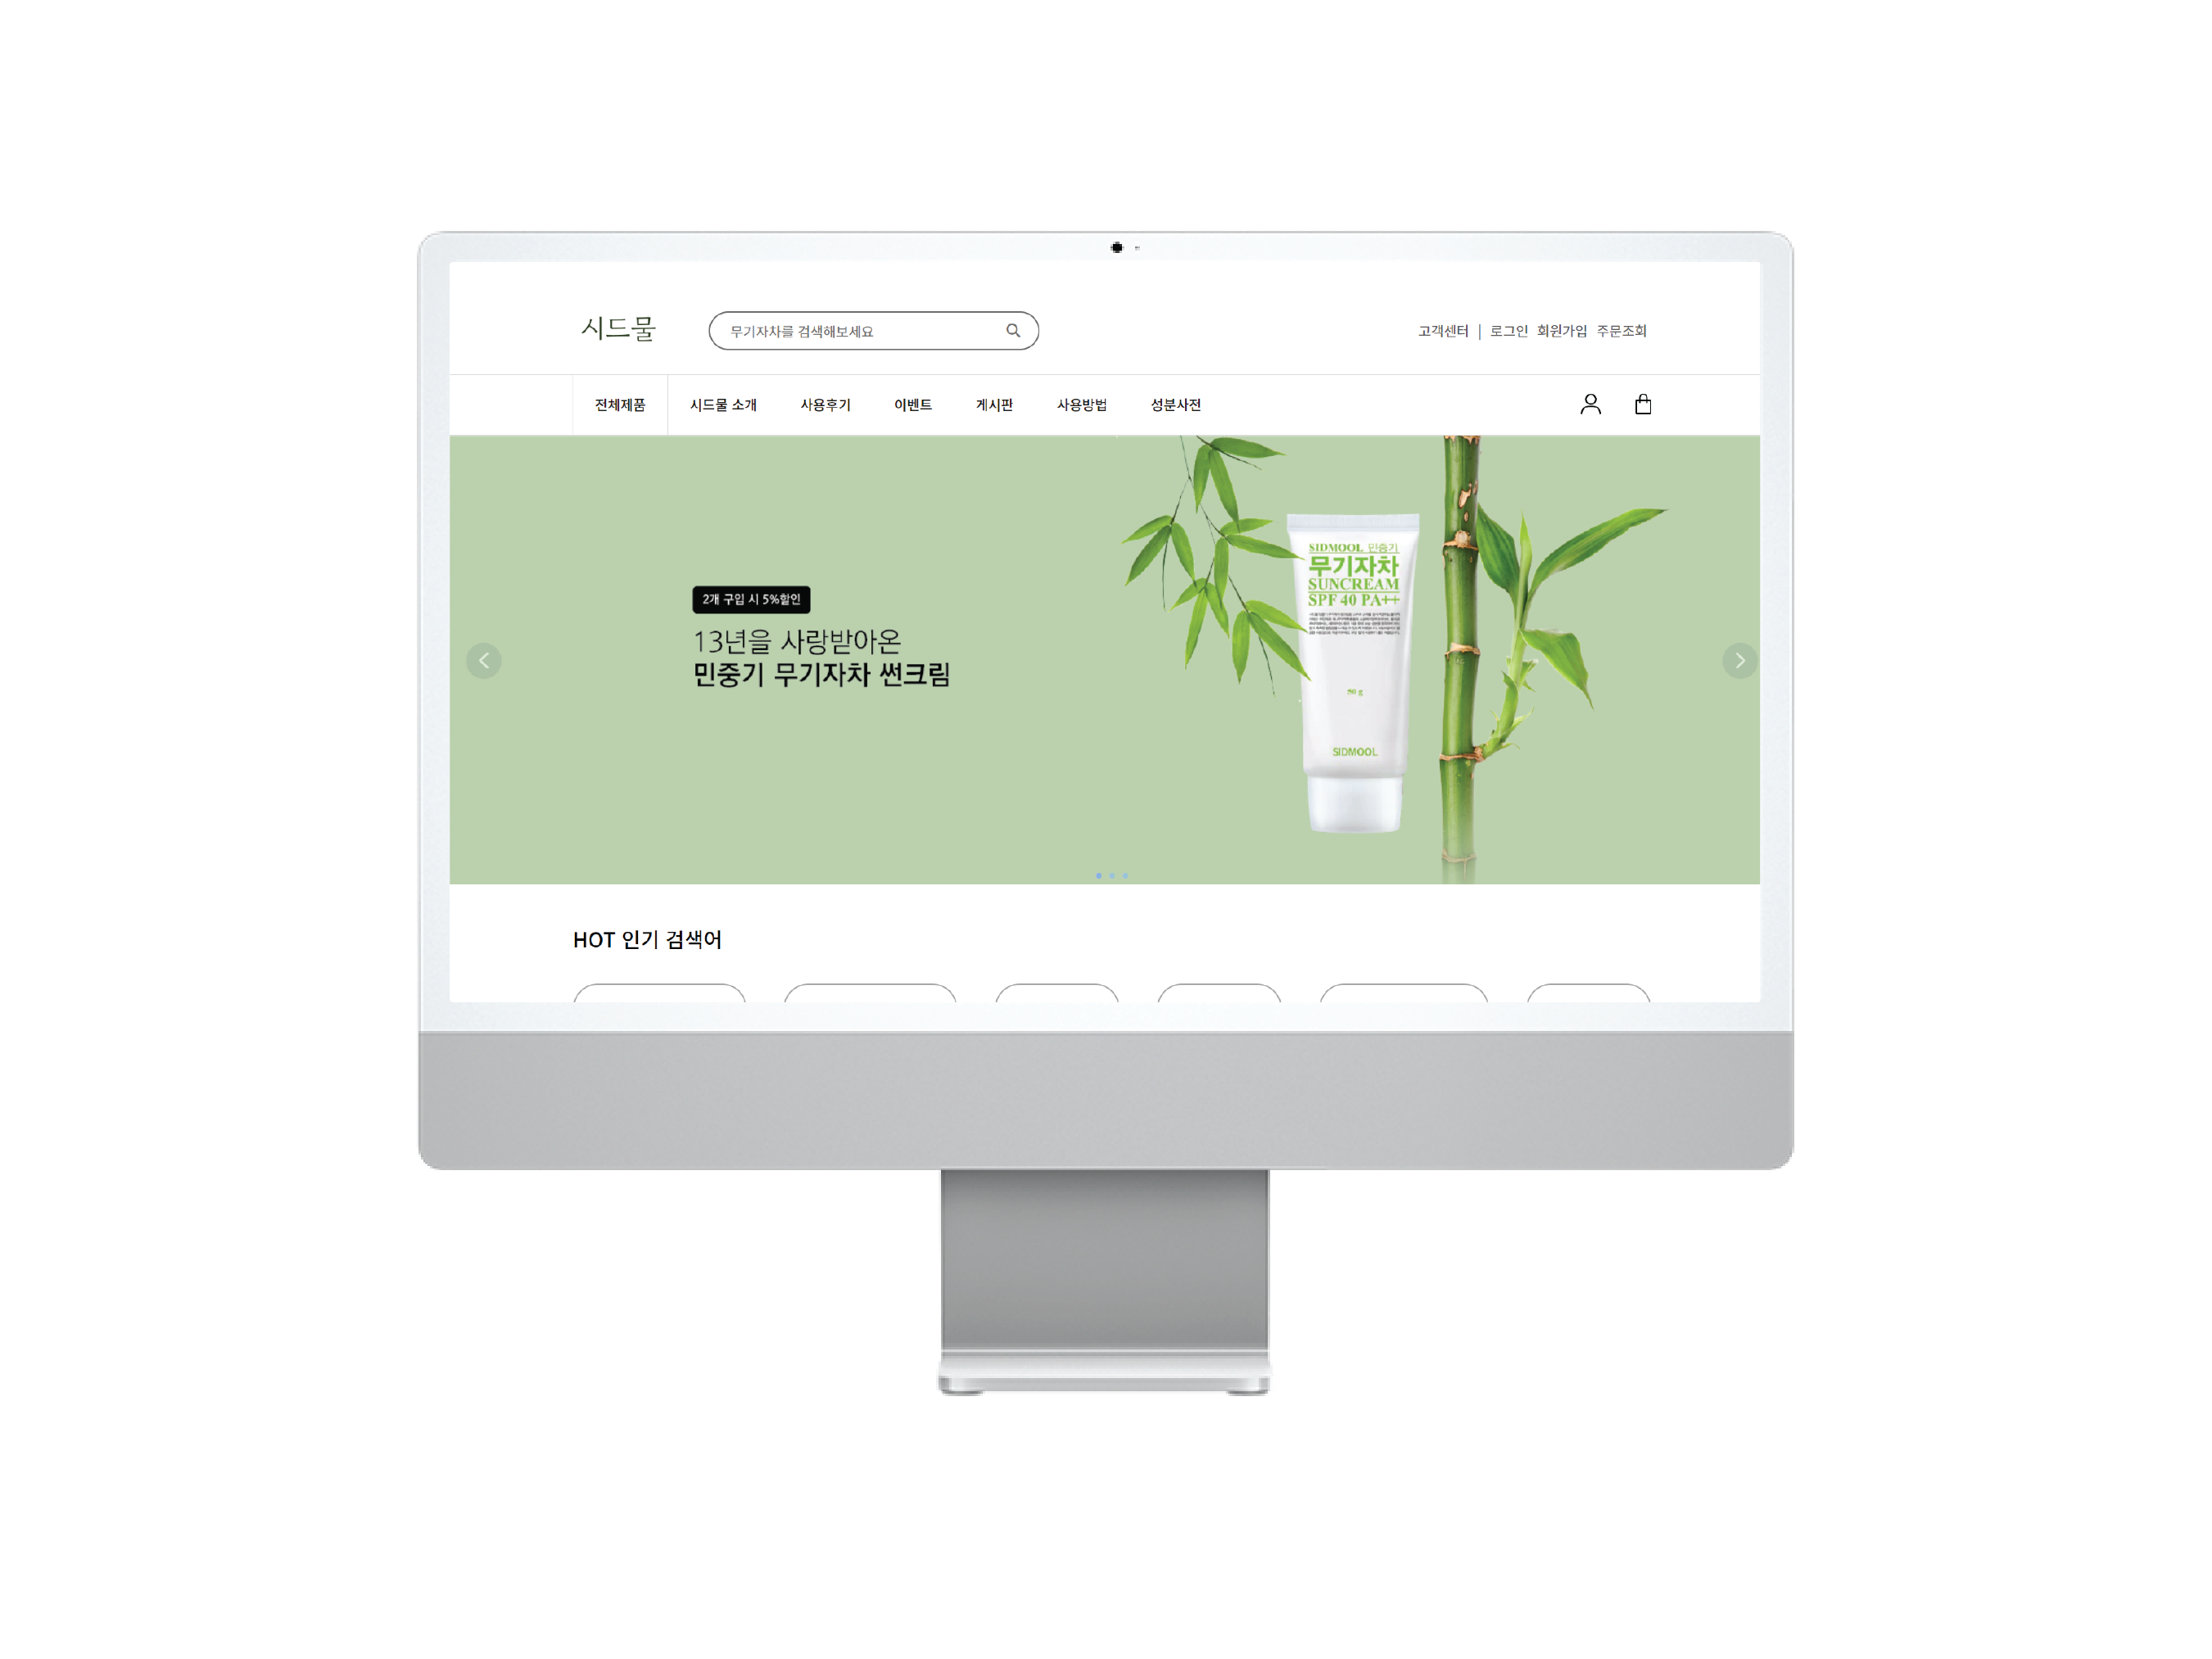 시드물
무기자차를 검색해보세요
고객센터 | 로그인 회원가입 주문조회
전체제품 시드물 소개 사용후기 이벤트 게시판 사용방법 성분사전
2개 구입 시 5%할인
13년을 사랑받아온
민중기 무기자차 썬크림
SIDMOOL 민중기
무기자차
SUNCREAM
SPF 40 PA++
50 g
SIDMOOL
HOT 인기 검색어